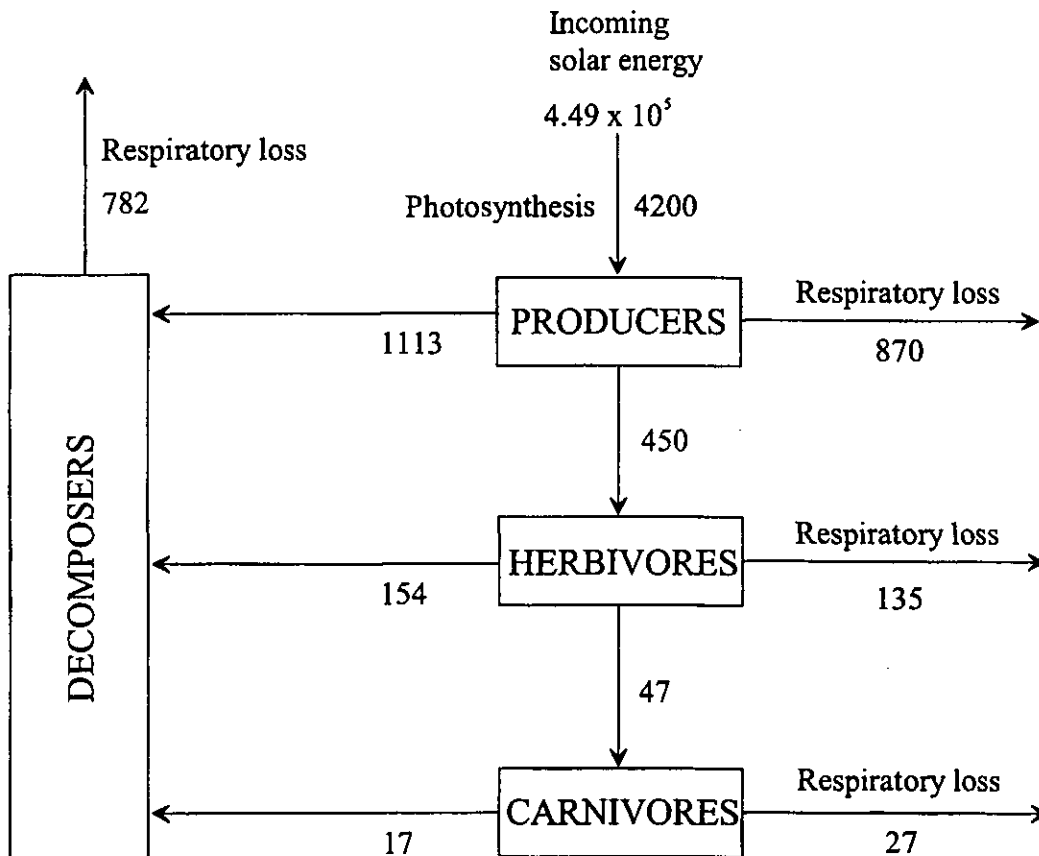 Incoming
solar energy
4.49 x 10⁵
Respiratory loss
782
Photosynthesis 4200
PRODUCERS
Respiratory loss
1113
870
450
DECOMPOSERS
HERBIVORES
Respiratory loss
154
135
47
CARNIVORES
Respiratory loss
17
27